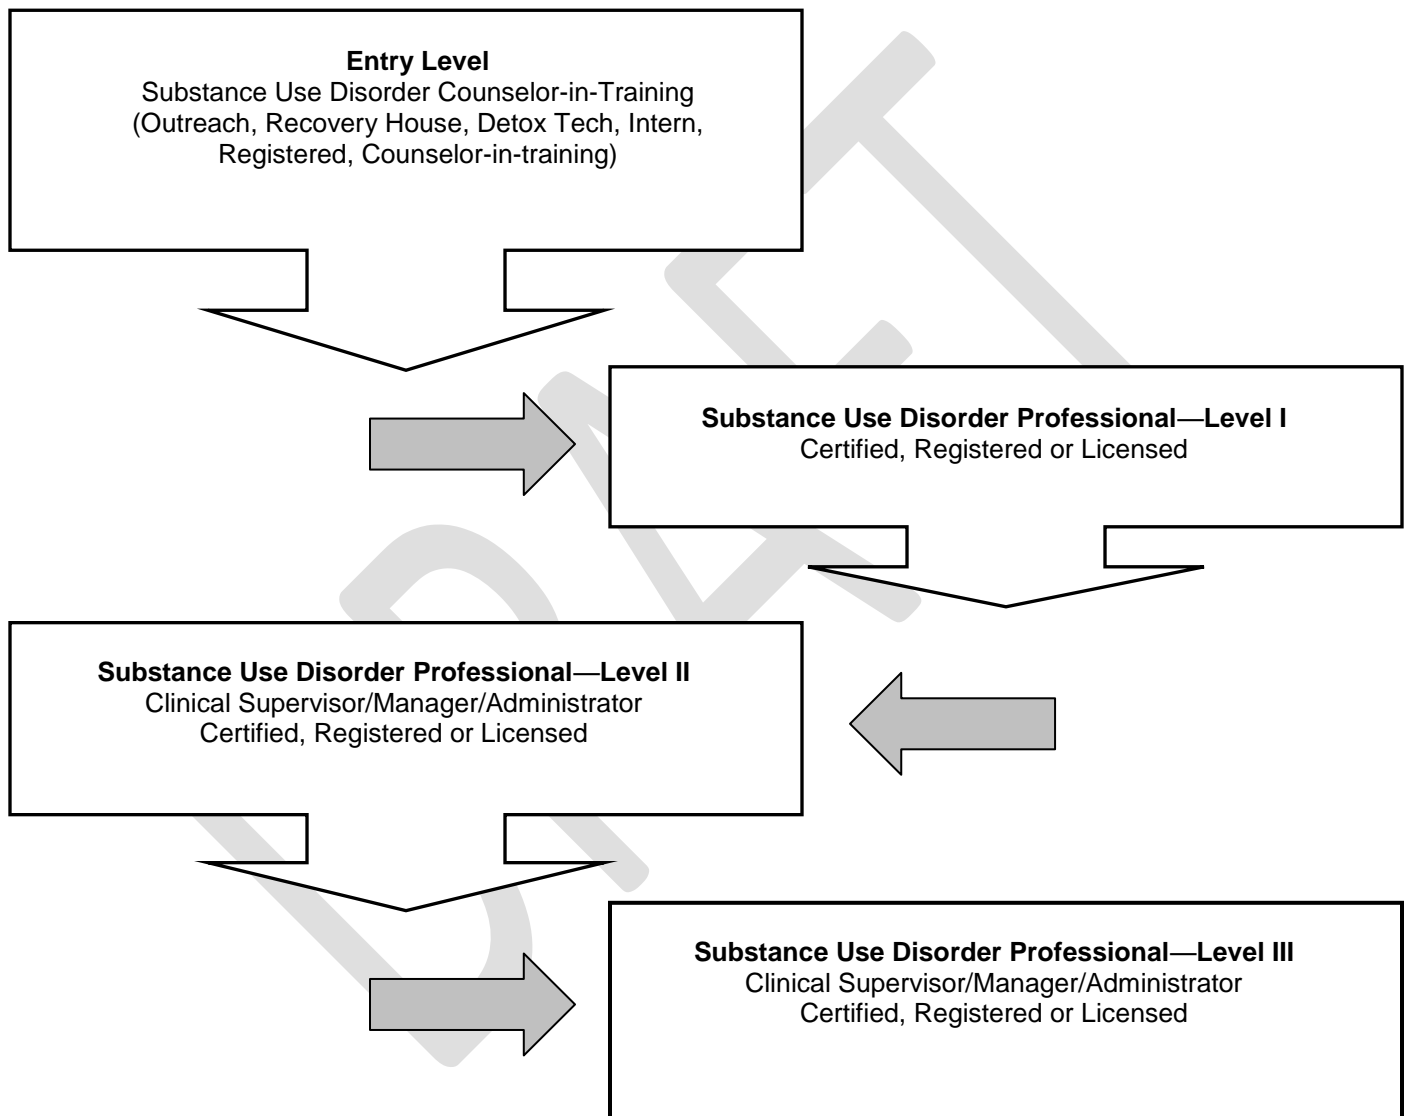 Entry Level
Substance Use Disorder Counselor-in-Training
(Outreach, Recovery House, Detox Tech, Intern,
Registered, Counselor-in-training)
Substance Use Disorder Professional—Level I
Certified, Registered or Licensed
Substance Use Disorder Professional—Level II
Clinical Supervisor/Manager/Administrator
Certified, Registered or Licensed
Substance Use Disorder Professional—Level III
Clinical Supervisor/Manager/Administrator
Certified, Registered or Licensed
DRAFT